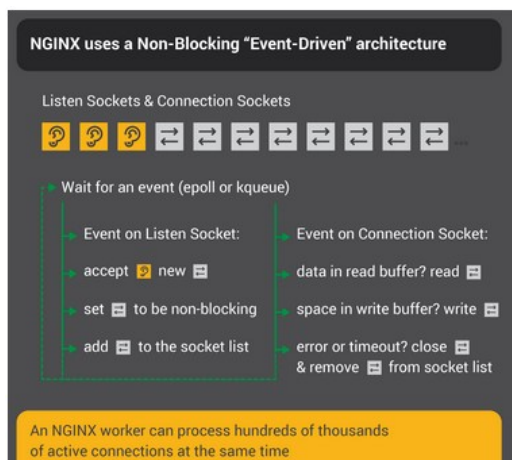 NGINX uses a Non-Blocking “Event-Driven” architecture
Listen Sockets & Connection Sockets
...
Wait for an event (epoll or kqueue)
Event on Listen Socket:
accept new
set to be non-blocking
add to the socket list
Event on Connection Socket:
data in read buffer? read
space in write buffer? write
error or timeout? close
& remove from socket list
An NGINX worker can process hundreds of thousands
of active connections at the same time